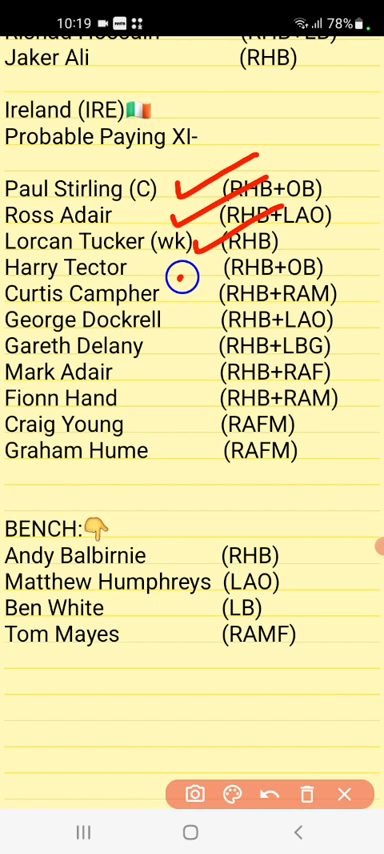 10:19 78%
Jaker Ali (RHB)
Ireland (IRE)🇮🇪
Probable Paying XI-
Paul Stirling (C) (RHB+OB)
Ross Adair (RHB+LAO)
Lorcan Tucker (wk) (RHB)
Harry Tector (RHB+OB)
Curtis Campher (RHB+RAM)
George Dockrell (RHB+LAO)
Gareth Delany (RHB+LBG)
Mark Adair (RHB+RAF)
Fionn Hand (RHB+RAM)
Craig Young (RAFM)
Graham Hume (RAFM)
BENCH:👇
Andy Balbirnie (RHB)
Matthew Humphreys (LAO)
Ben White (LB)
Tom Mayes (RAMF)